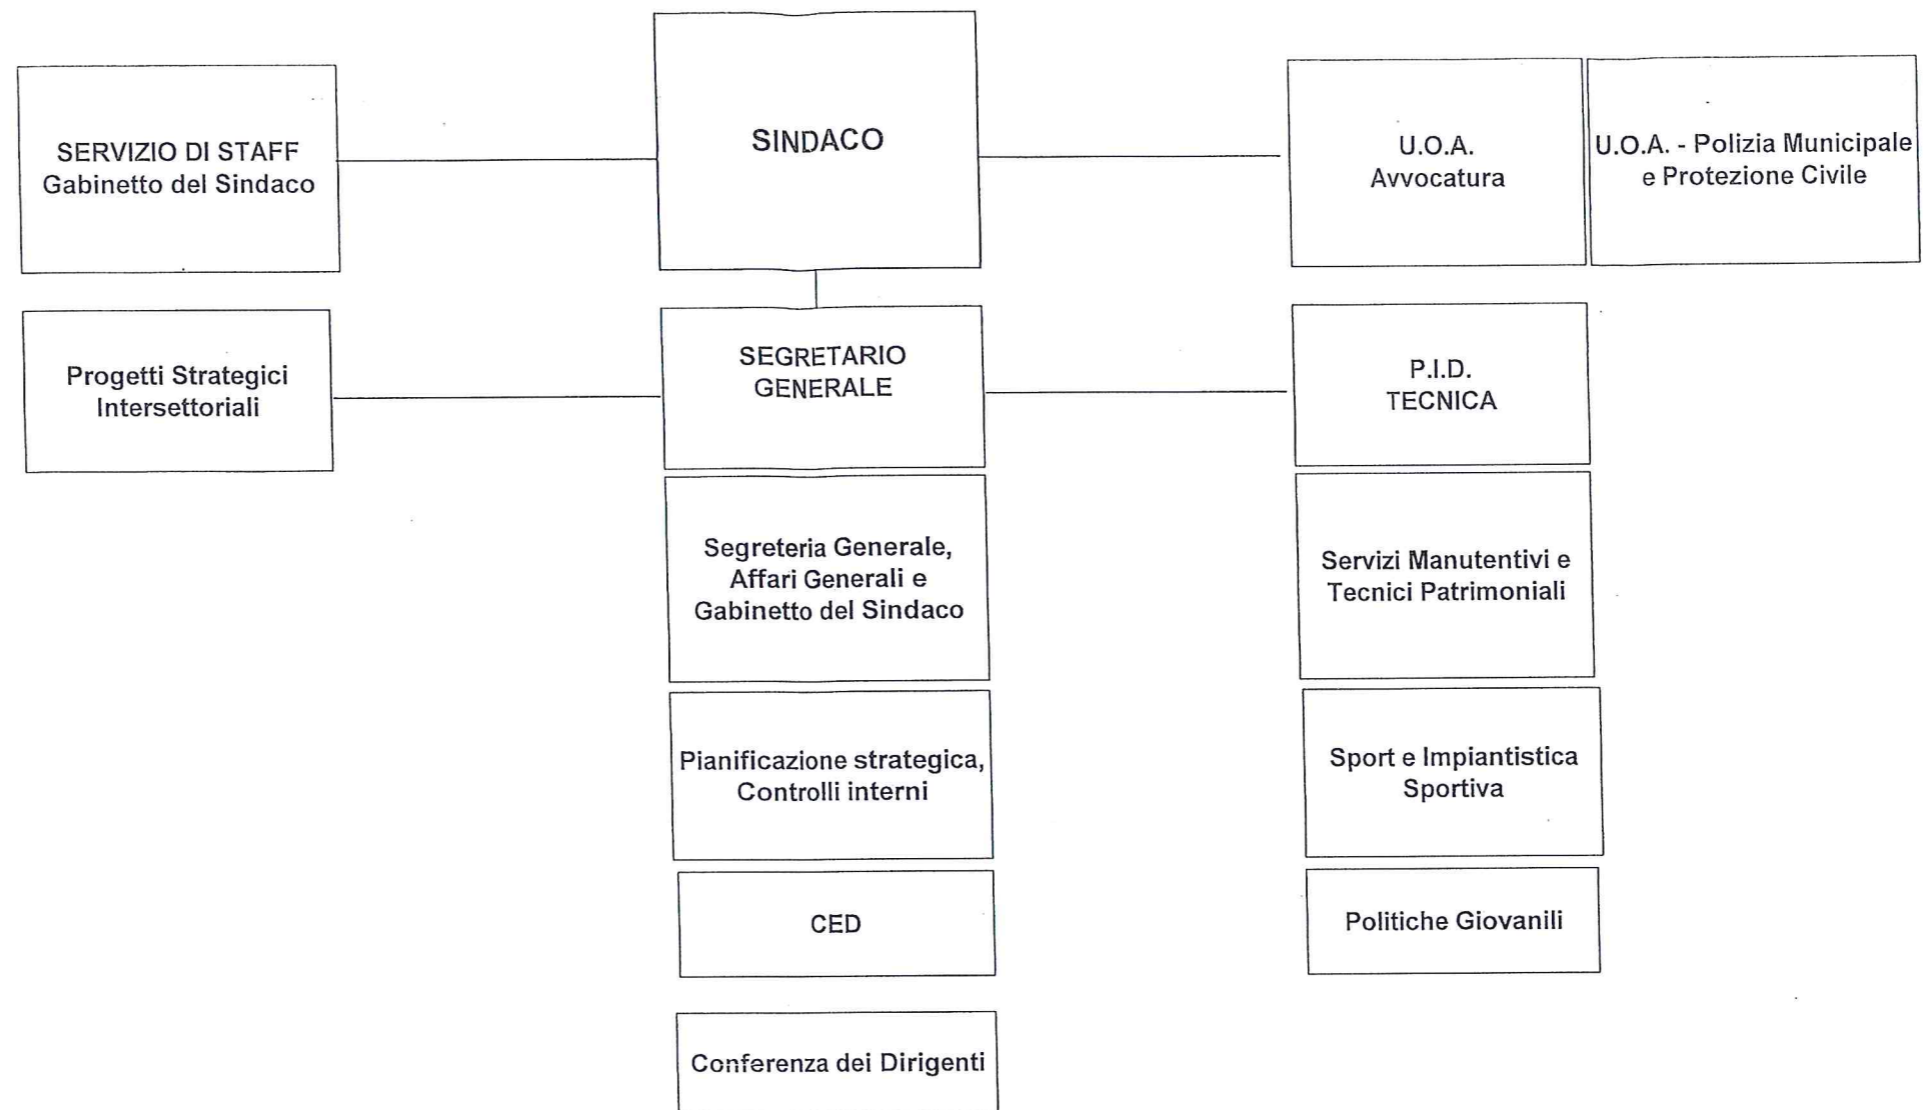 SERVIZIO DI STAFF
Gabinetto del Sindaco
SINDACO
U.O.A.
Avvocatura
U.O.A. - Polizia Municipale
e Protezione Civile
Progetti Strategici
Intersettoriali
SEGRETARIO
GENERALE
P.I.D.
TECNICA
Segreteria Generale,
Affari Generali e
Gabinetto del Sindaco
Servizi Manutentivi e
Tecnici Patrimoniali
Pianificazione strategica,
Controlli interni
Sport e Impiantistica
Sportiva
CED
Politiche Giovanili
Conferenza dei Dirigenti